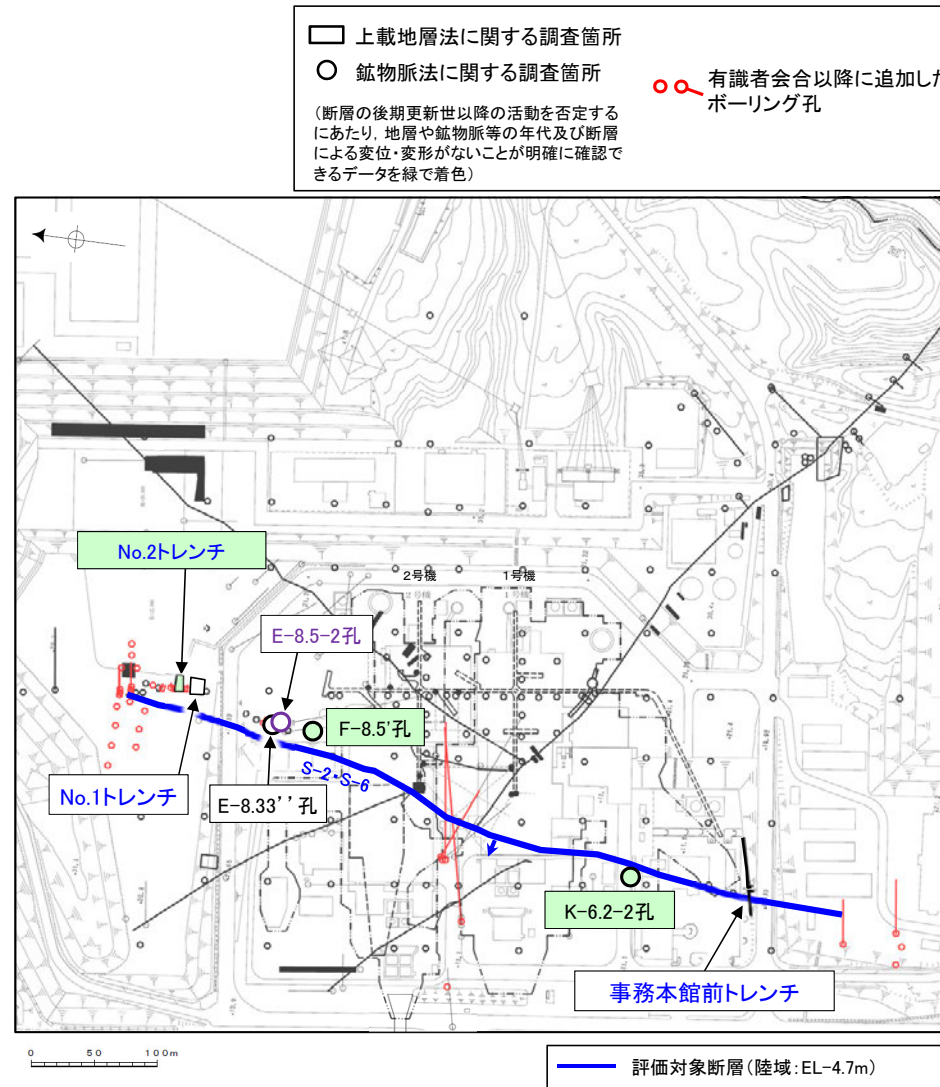 上載地層法に関する調査箇所
鉱物脈法に関する調査箇所
(断層の後期更新世以降の活動を否定する
にあたり，地層や鉱物脈等の年代及び断層
による変位・変形がないことが明確に確認で
きるデータを緑で着色)
有識者会合以降に追加した
ボーリング孔
No.2トレンチ
2号機
1号機
2号機
1号機
E-8.5-2孔
F-8.5'孔
S-2・S-6
No.1トレンチ
E-8.33''孔
K-6.2-2孔
事務本館前トレンチ
0 50 100m
評価対象断層(陸域:EL-4.7m)